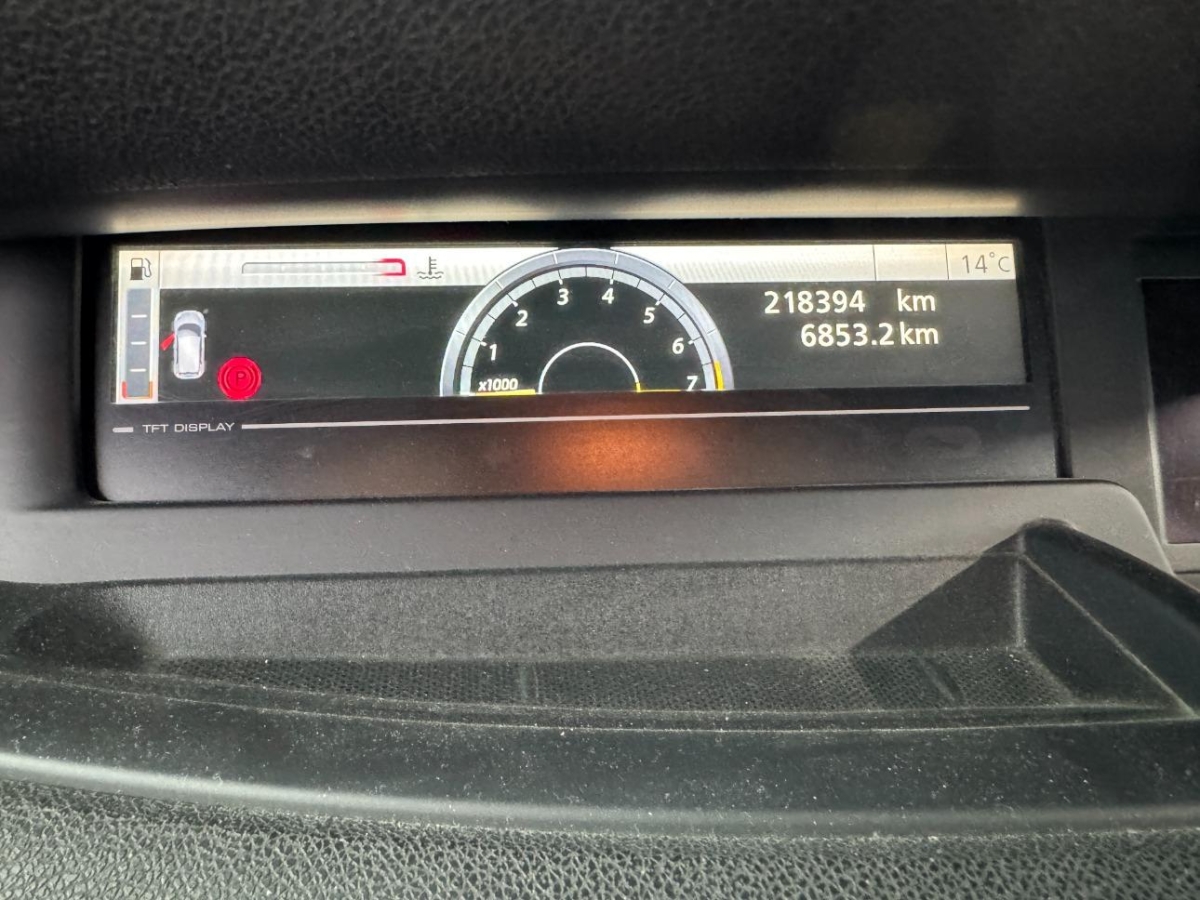 14°C
218394 km
6853.2 km
1 2 3 4 5 6 7
x1000
P
TFT DISPLAY